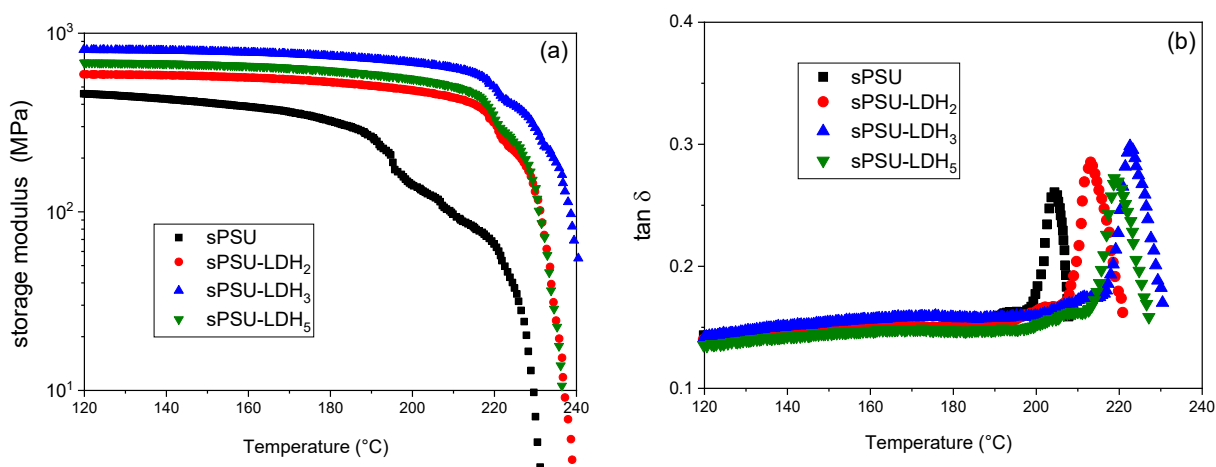 (a)
storage modulus (MPa)
10³
10²
10¹
sPSU
sPSU-LDH₂
sPSU-LDH₃
sPSU-LDH₅
120 140 160 180 200 220 240
Temperature (°C)
(b)
tan δ
0.4
0.3
0.2
0.1
sPSU
sPSU-LDH₂
sPSU-LDH₃
sPSU-LDH₅
120 140 160 180 200 220 240
Temperature (°C)